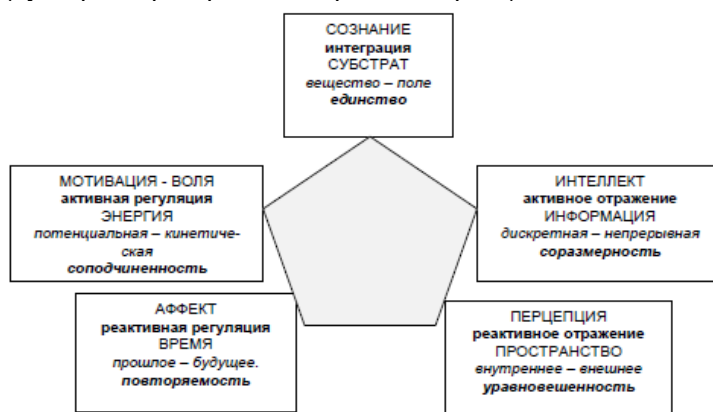 СОЗНАНИЕ
интеграция
СУБСТРАТ
вещество – поле
единство
МОТИВАЦИЯ - ВОЛЯ
активная регуляция
ЭНЕРГИЯ
потенциальная – кинетиче-
ская
соподчиненность
ИНТЕЛЛЕКТ
активное отражение
ИНФОРМАЦИЯ
дискретная – непрерывная
соразмерность
АФФЕКТ
реактивная регуляция
ВРЕМЯ
прошлое – будущее.
повторяемость
ПЕРЦЕПЦИЯ
реактивное отражение
ПРОСТРАНСТВО
внутреннее – внешнее
уравновешенность